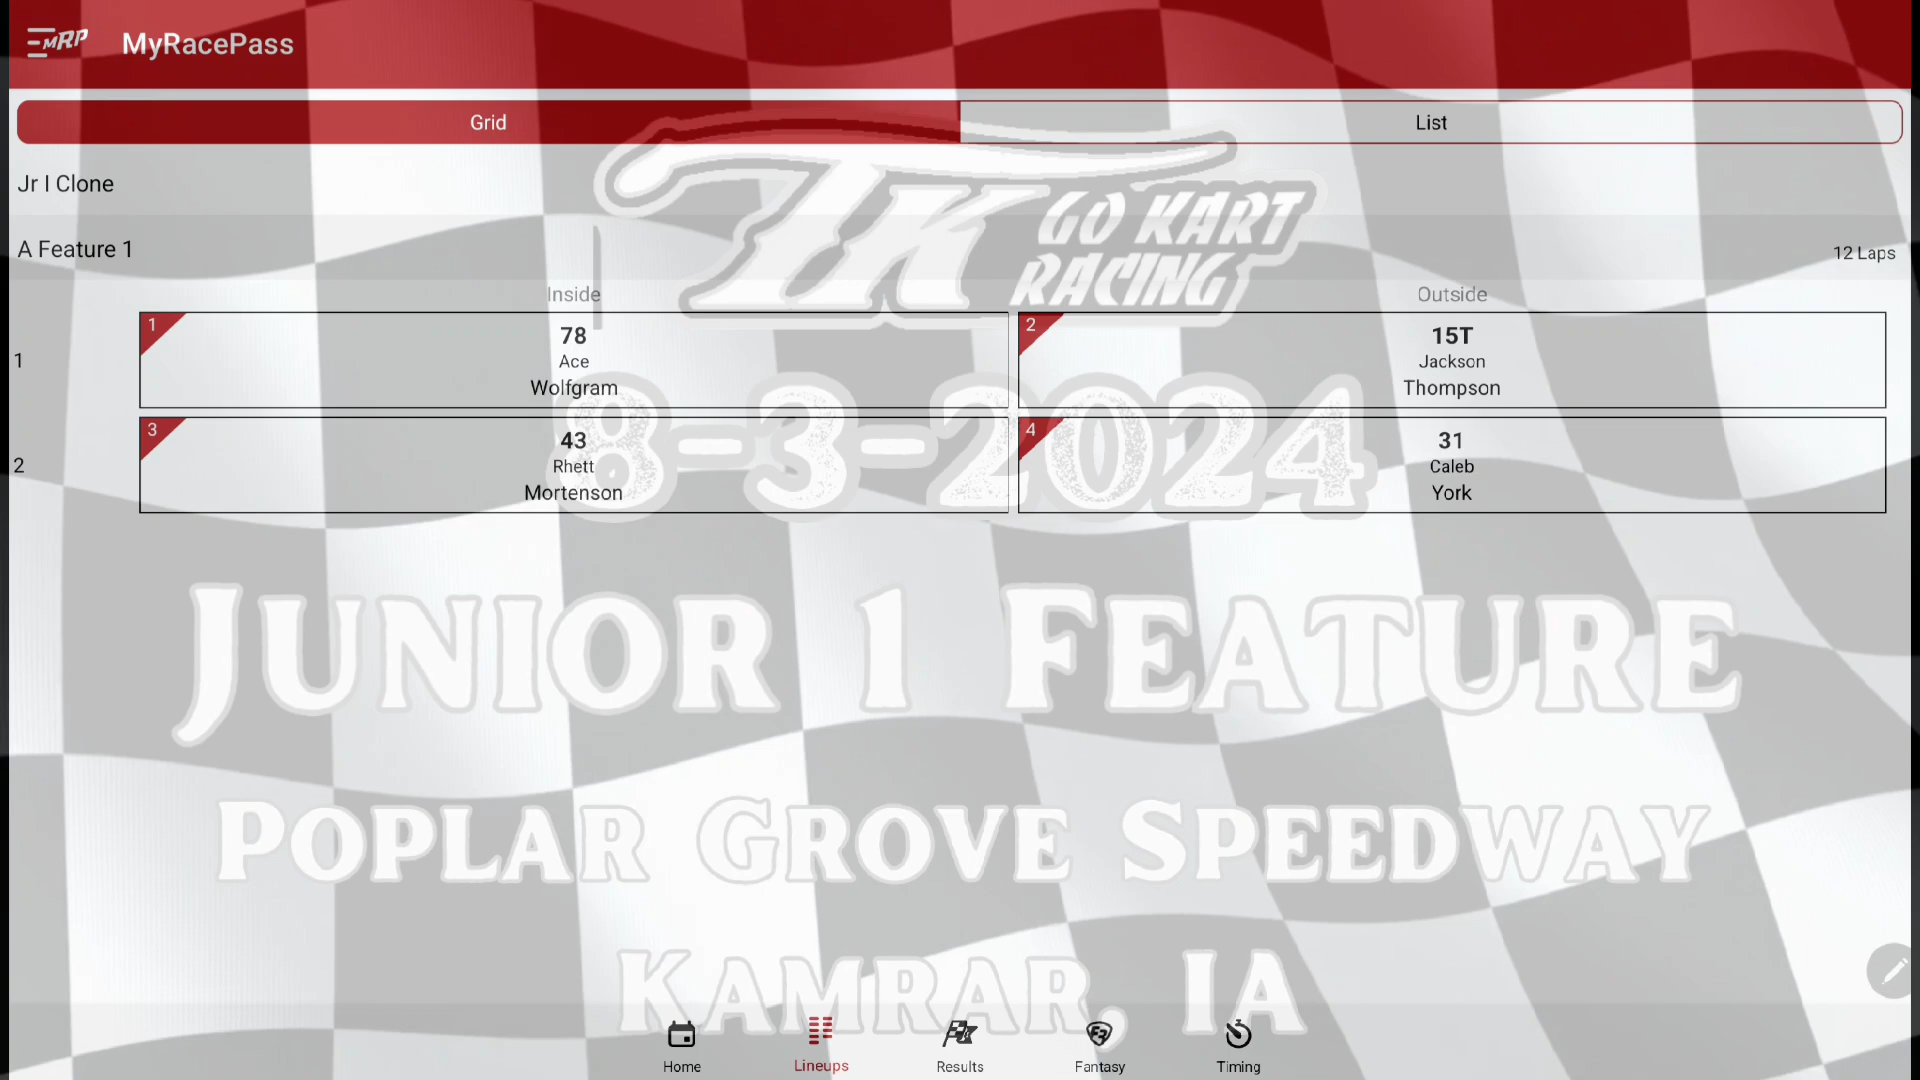 MRP MyRacePass
Grid List
Jr I Clone
TK GO KART RACING
A Feature 1 12 Laps
Inside Outside
1
1 78 Ace Wolfgram
2 15T Jackson Thompson
2
3 43 Rhett Mortenson
4 31 Caleb York
8-3-2024
JUNIOR 1 FEATURE
POPLAR GROVE SPEEDWAY
KAMRAR, IA
Home Lineups Results Fantasy Timing